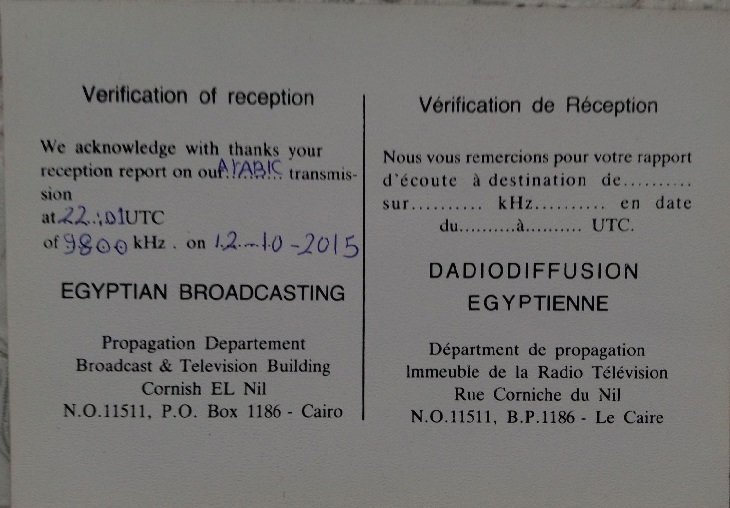 Verification of reception
We acknowledge with thanks your
reception report on our ARABIC transmis-
sion
at 22:01 UTC
of 9800 kHz . on 12-10-2015
EGYPTIAN BROADCASTING
Propagation Departement
Broadcast & Television Building
Cornish EL Nil
N.O.11511, P.O. Box 1186 - Cairo
Vérification de Réception
Nous vous remercions pour votre rapport
d'écoute à destination de..........
sur.......... kHz.......... en date
du..........à.......... UTC.
DADIODIFFUSION
EGYPTIENNE
Départment de propagation
Immeuble de la Radio Télévision
Rue Corniche du Nil
N.O.11511, B.P.1186 - Le Caire